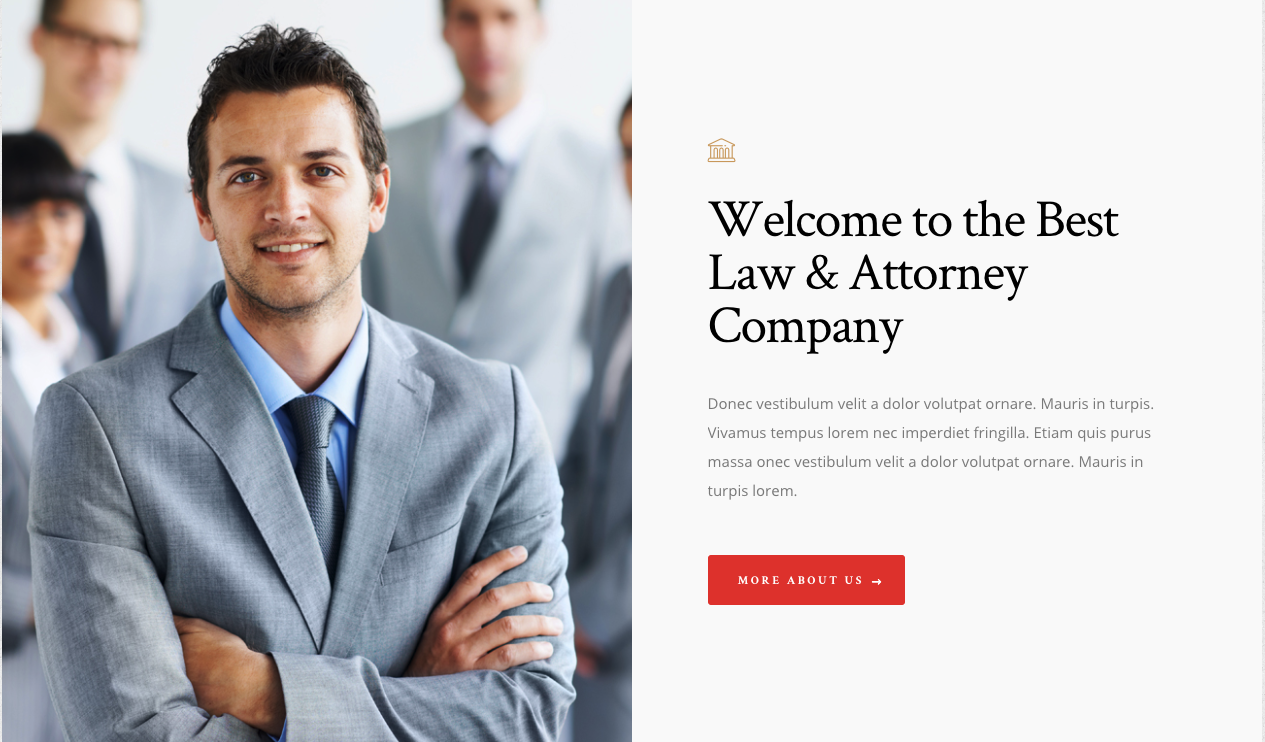 Welcome to the Best
Law & Attorney
Company
Donec vestibulum velit a dolor volutpat ornare. Mauris in turpis.
Vivamus tempus lorem nec imperdiet fringilla. Etiam quis purus
massa onec vestibulum velit a dolor volutpat ornare. Mauris in
turpis lorem.
MORE ABOUT US →